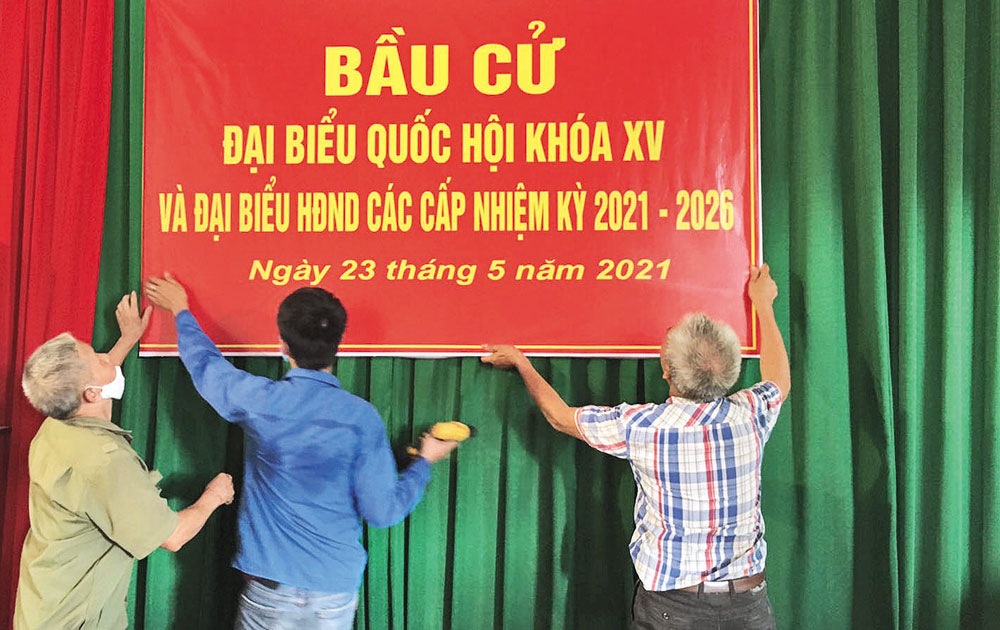 BẦU CỬ
ĐẠI BIỂU QUỐC HỘI KHÓA XV
VÀ ĐẠI BIỂU HĐND CÁC CẤP NHIỆM KỲ 2021 - 2026
Ngày 23 tháng 5 năm 2021